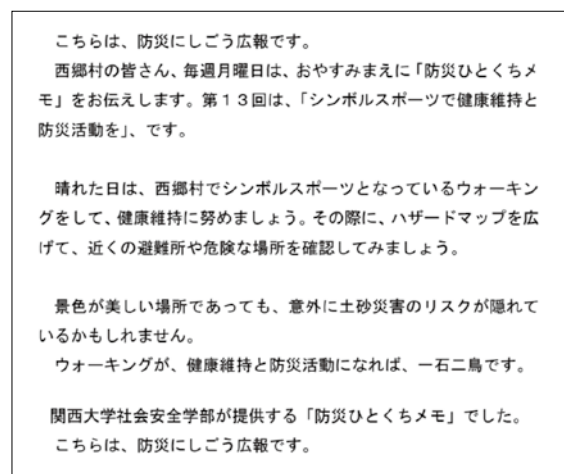 こちらは、防災にしごう広報です。
西郷村の皆さん、毎週月曜日は、おやすみまえに「防災ひとくちメ
モ」をお伝えします。第１３回は、「シンボルスポーツで健康維持と
防災活動を」、です。
晴れた日は、西郷村でシンボルスポーツとなっているウォーキン
グをして、健康維持に努めましょう。その際に、ハザードマップを広
げて、近くの避難所や危険な場所を確認してみましょう。
景色が美しい場所であっても、意外に土砂災害のリスクが隠れて
いるかもしれません。
ウォーキングが、健康維持と防災活動になれば、一石二鳥です。
関西大学社会安全学部が提供する「防災ひとくちメモ」でした。
こちらは、防災にしごう広報です。